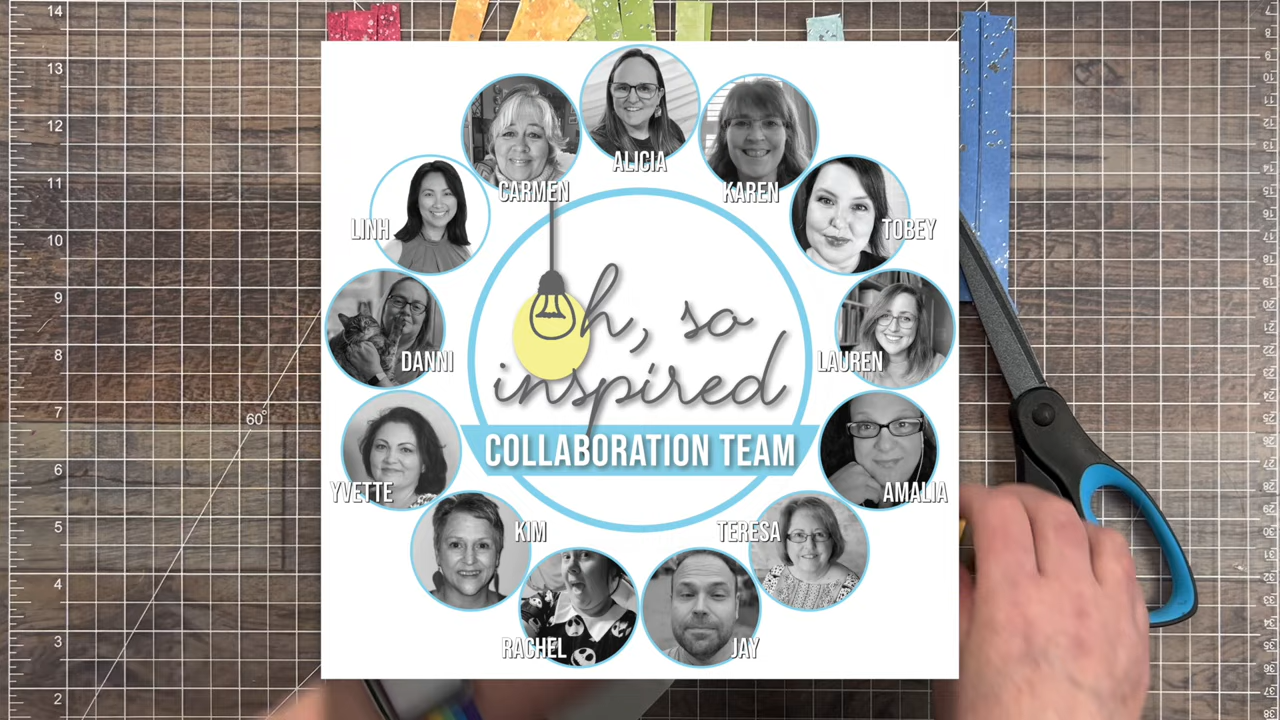 14
13
12
11
10
9
8
7
6
5
4
3
2
60°
ALICIA
CARMEN
KAREN
LINH
TOBEY
DANNI
LAUREN
YVETTE
AMALIA
KIM
TERESA
RACHEL
JAY
Oh, so
inspired
COLLABORATION TEAM